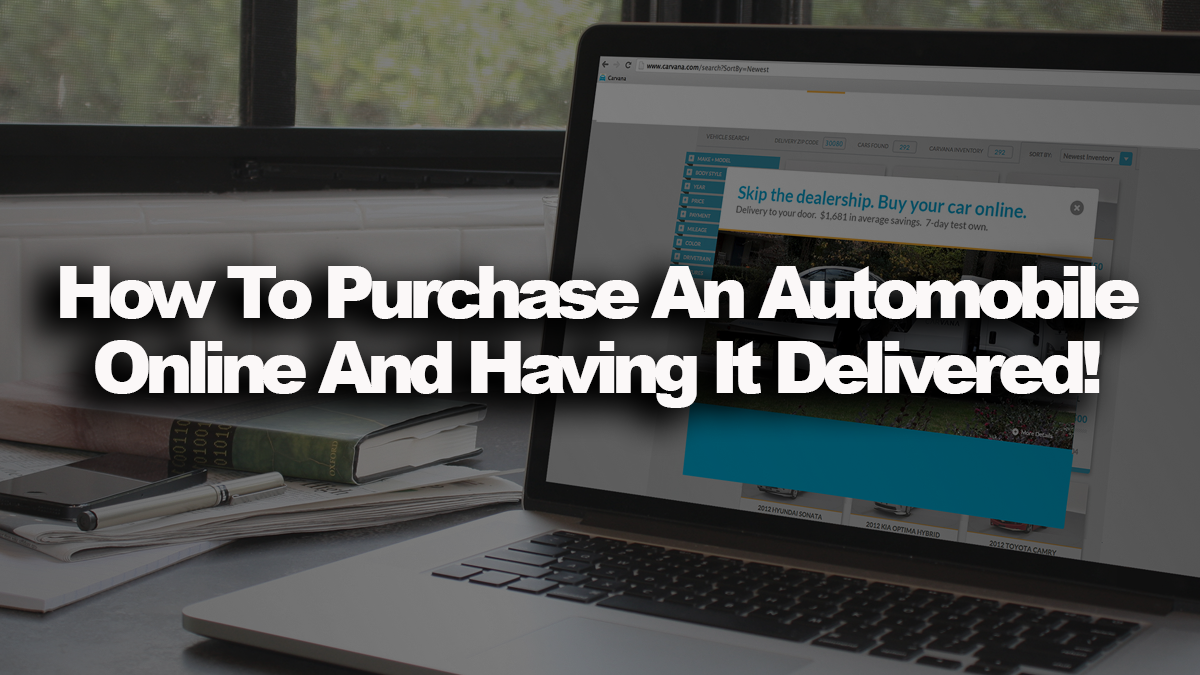 www.carvana.com/search?SortBy=Newest
Carvana
VEHICLE SEARCH
DELIVERY ZIP CODE
CARS FOUND 292
CARVANA INVENTORY 292
SORT BY: Newest Inventory
MAKE + MODEL
BODY STYLE
YEAR
PRICE
PAYMENT
MILEAGE
COLOR
DRIVETRAIN
Skip the dealership. Buy your car online.
Delivery to your door. $1,681 in average savings. 7-day test own.
How To Purchase An Automobile
Online And Having It Delivered!
More Details
OXFORD
2012 HYUNDAI SONATA
2012 KIA OPTIMA HYBRID
2012 TOYOTA CAMRY